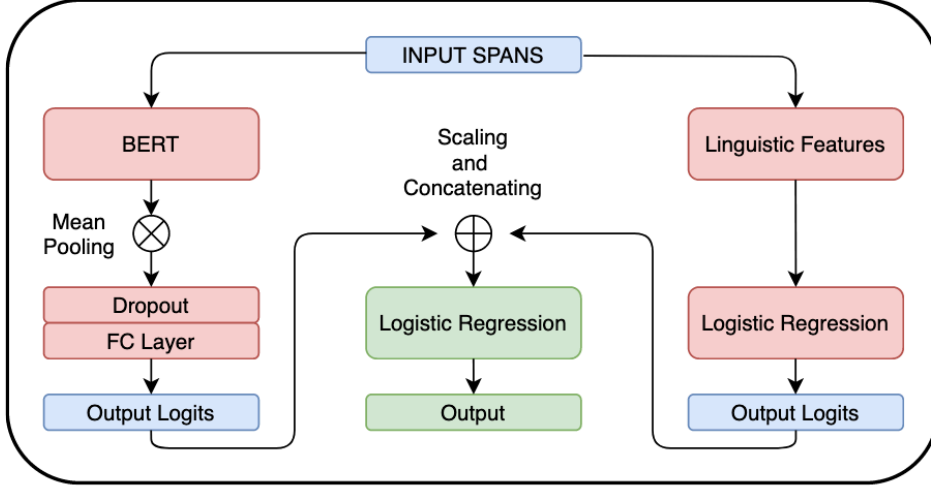 INPUT SPANS
BERT
Mean
Pooling
Dropout
FC Layer
Output Logits
Scaling
and
Concatenating
Logistic Regression
Output
Linguistic Features
Logistic Regression
Output Logits